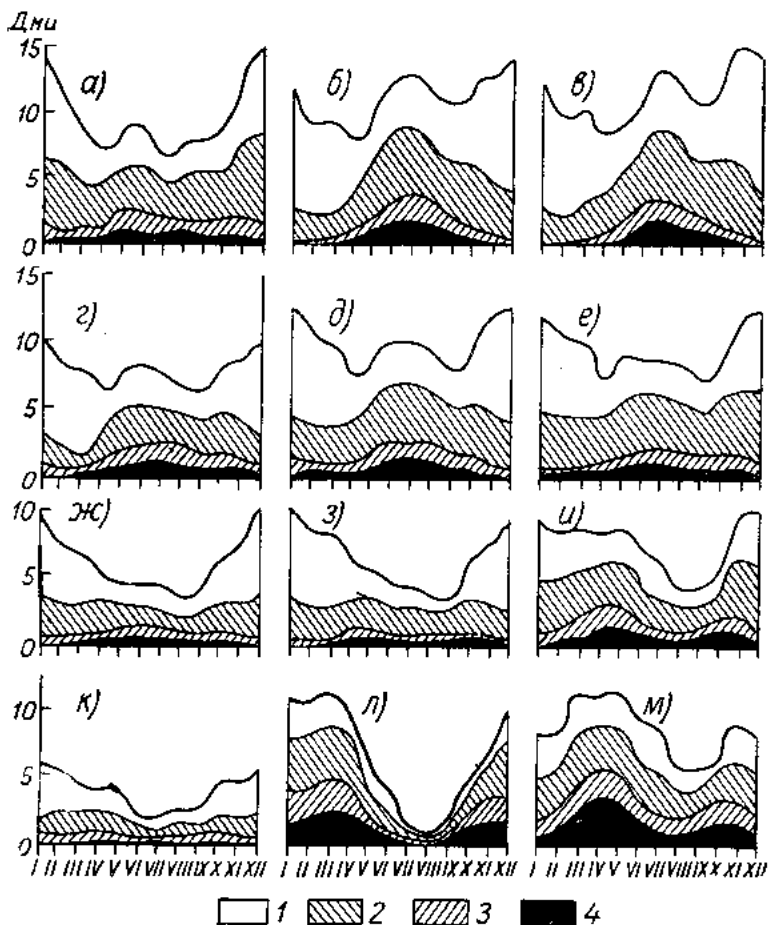 Дни
15
а)
б)
в)
10
5
0
15
г)
д)
е)
10
5
0
10
ж)
з)
и)
5
0
10
к)
л)
м)
5
0
I II III IV V VI VII VIII IX X XI XII
I II III IV V VI VII VIII IX X XI XII
I II III IV V VI VII VIII IX X XI XII
1
2
3
4